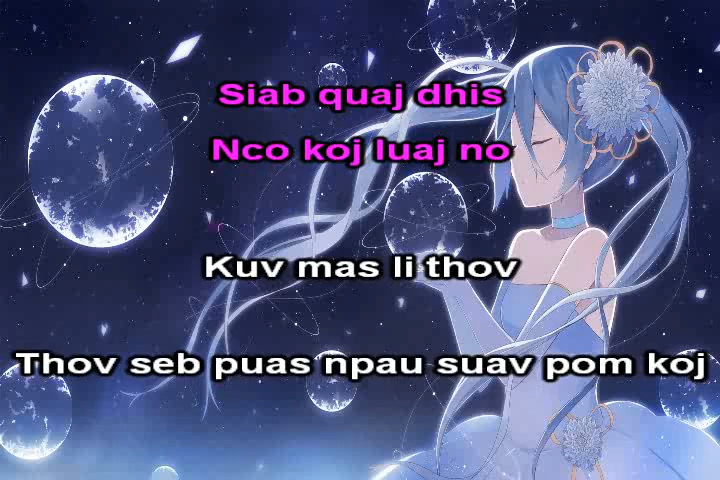 Siab quaj dhis
Nco koj luaj no
Kuv mas li thov
Thov seb puas npau suav pom koj